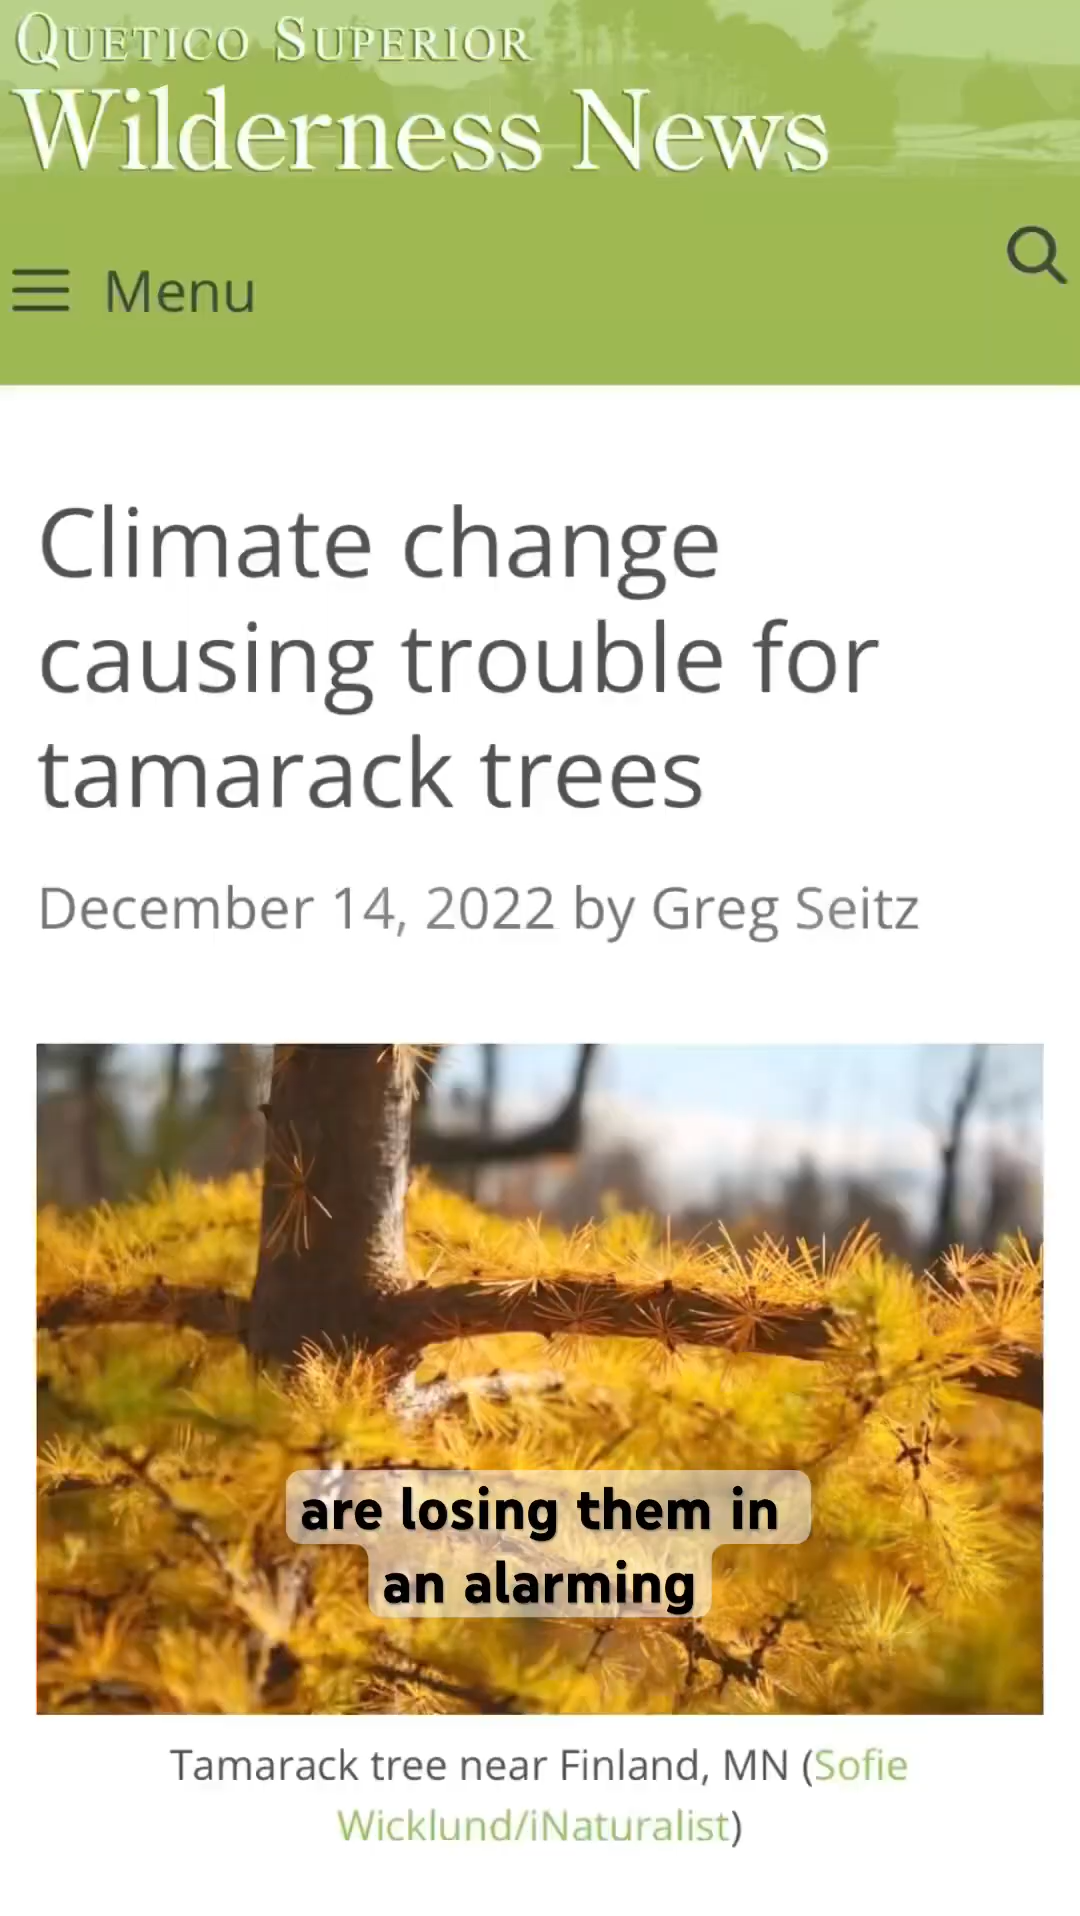 Quetico Superior
Wilderness News
Menu
Climate change
causing trouble for
tamarack trees
December 14, 2022 by Greg Seitz
are losing them in
an alarming
Tamarack tree near Finland, MN (Sofie
Wicklund/iNaturalist)